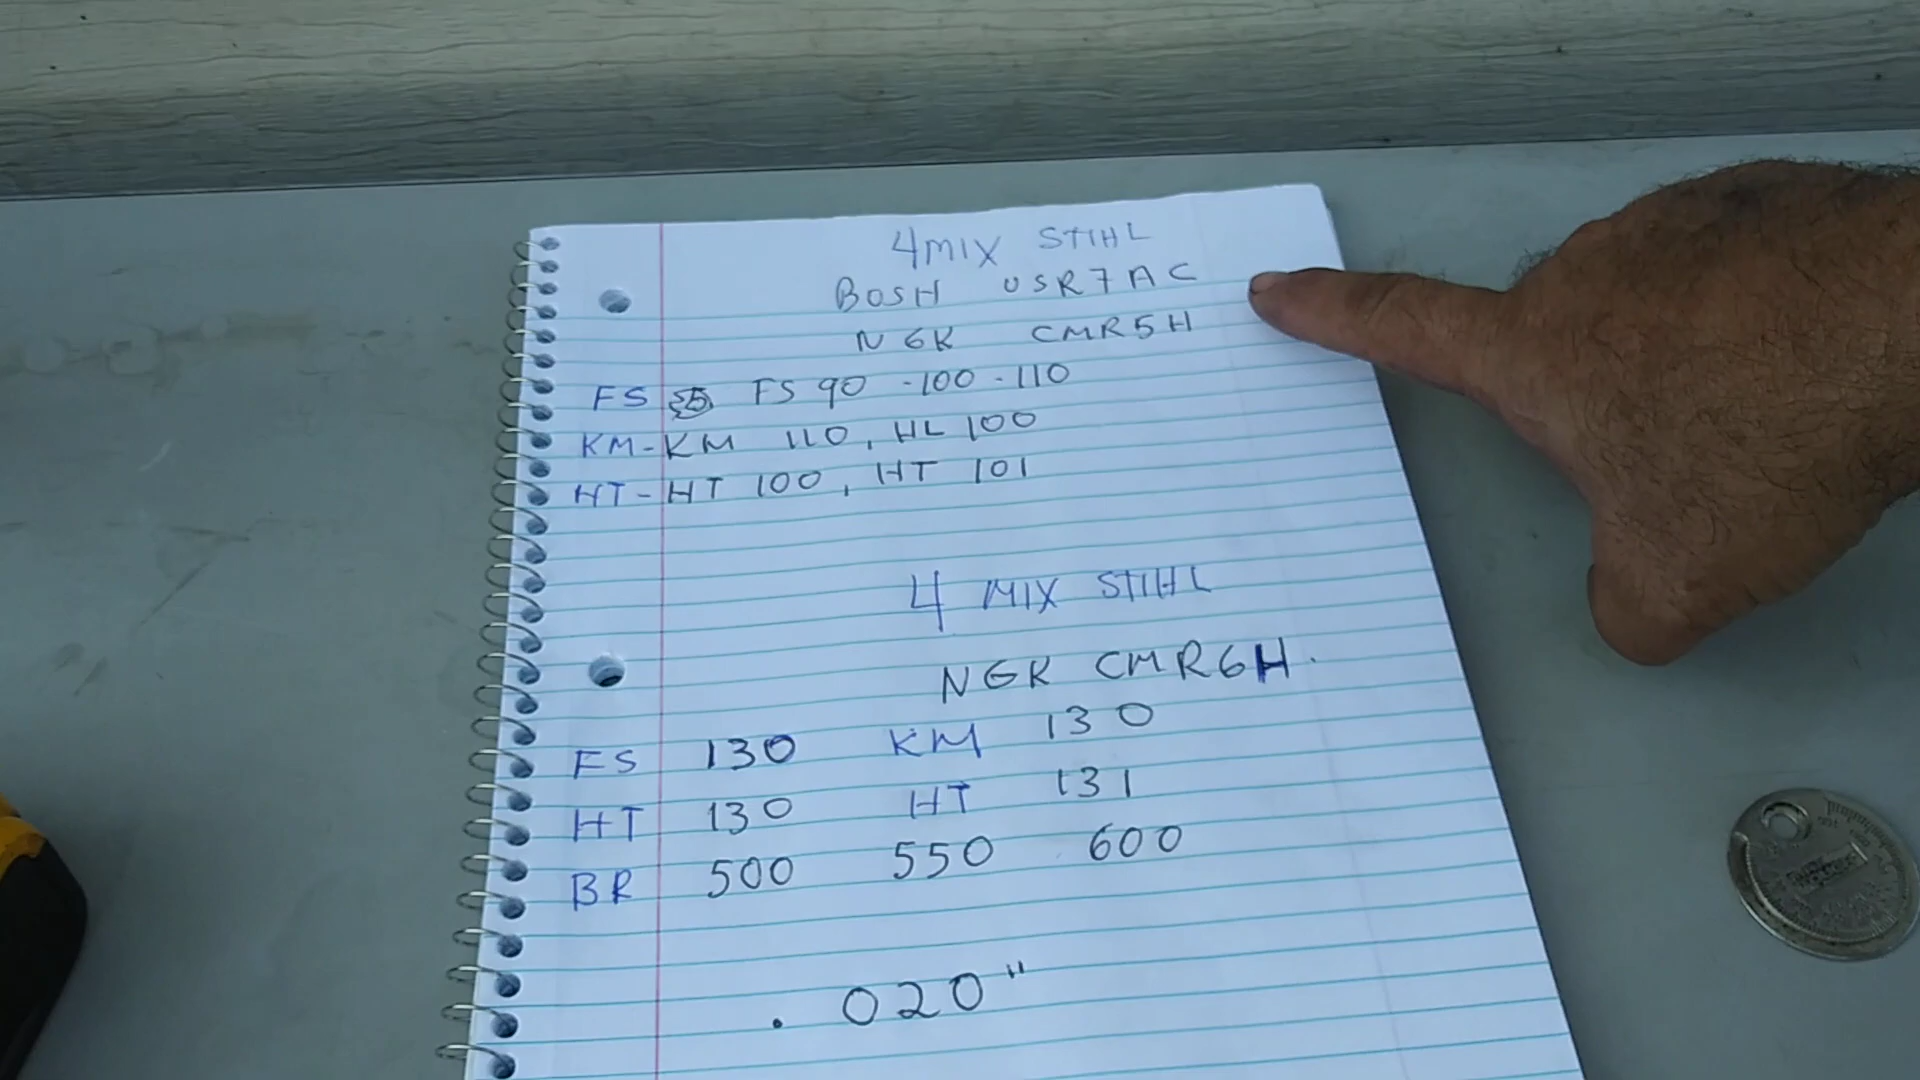 4MIX STIHL
BOSH USR7AC
NGK CMR5H
FS FS 90 -100 -110
KM-KM 110, HL 100
HT-HT 100, HT 101
4 MIX STIHL
NGK CMR6H.
FS 130 KM 130
HT 130 HT 131
BR 500 550 600
.020"